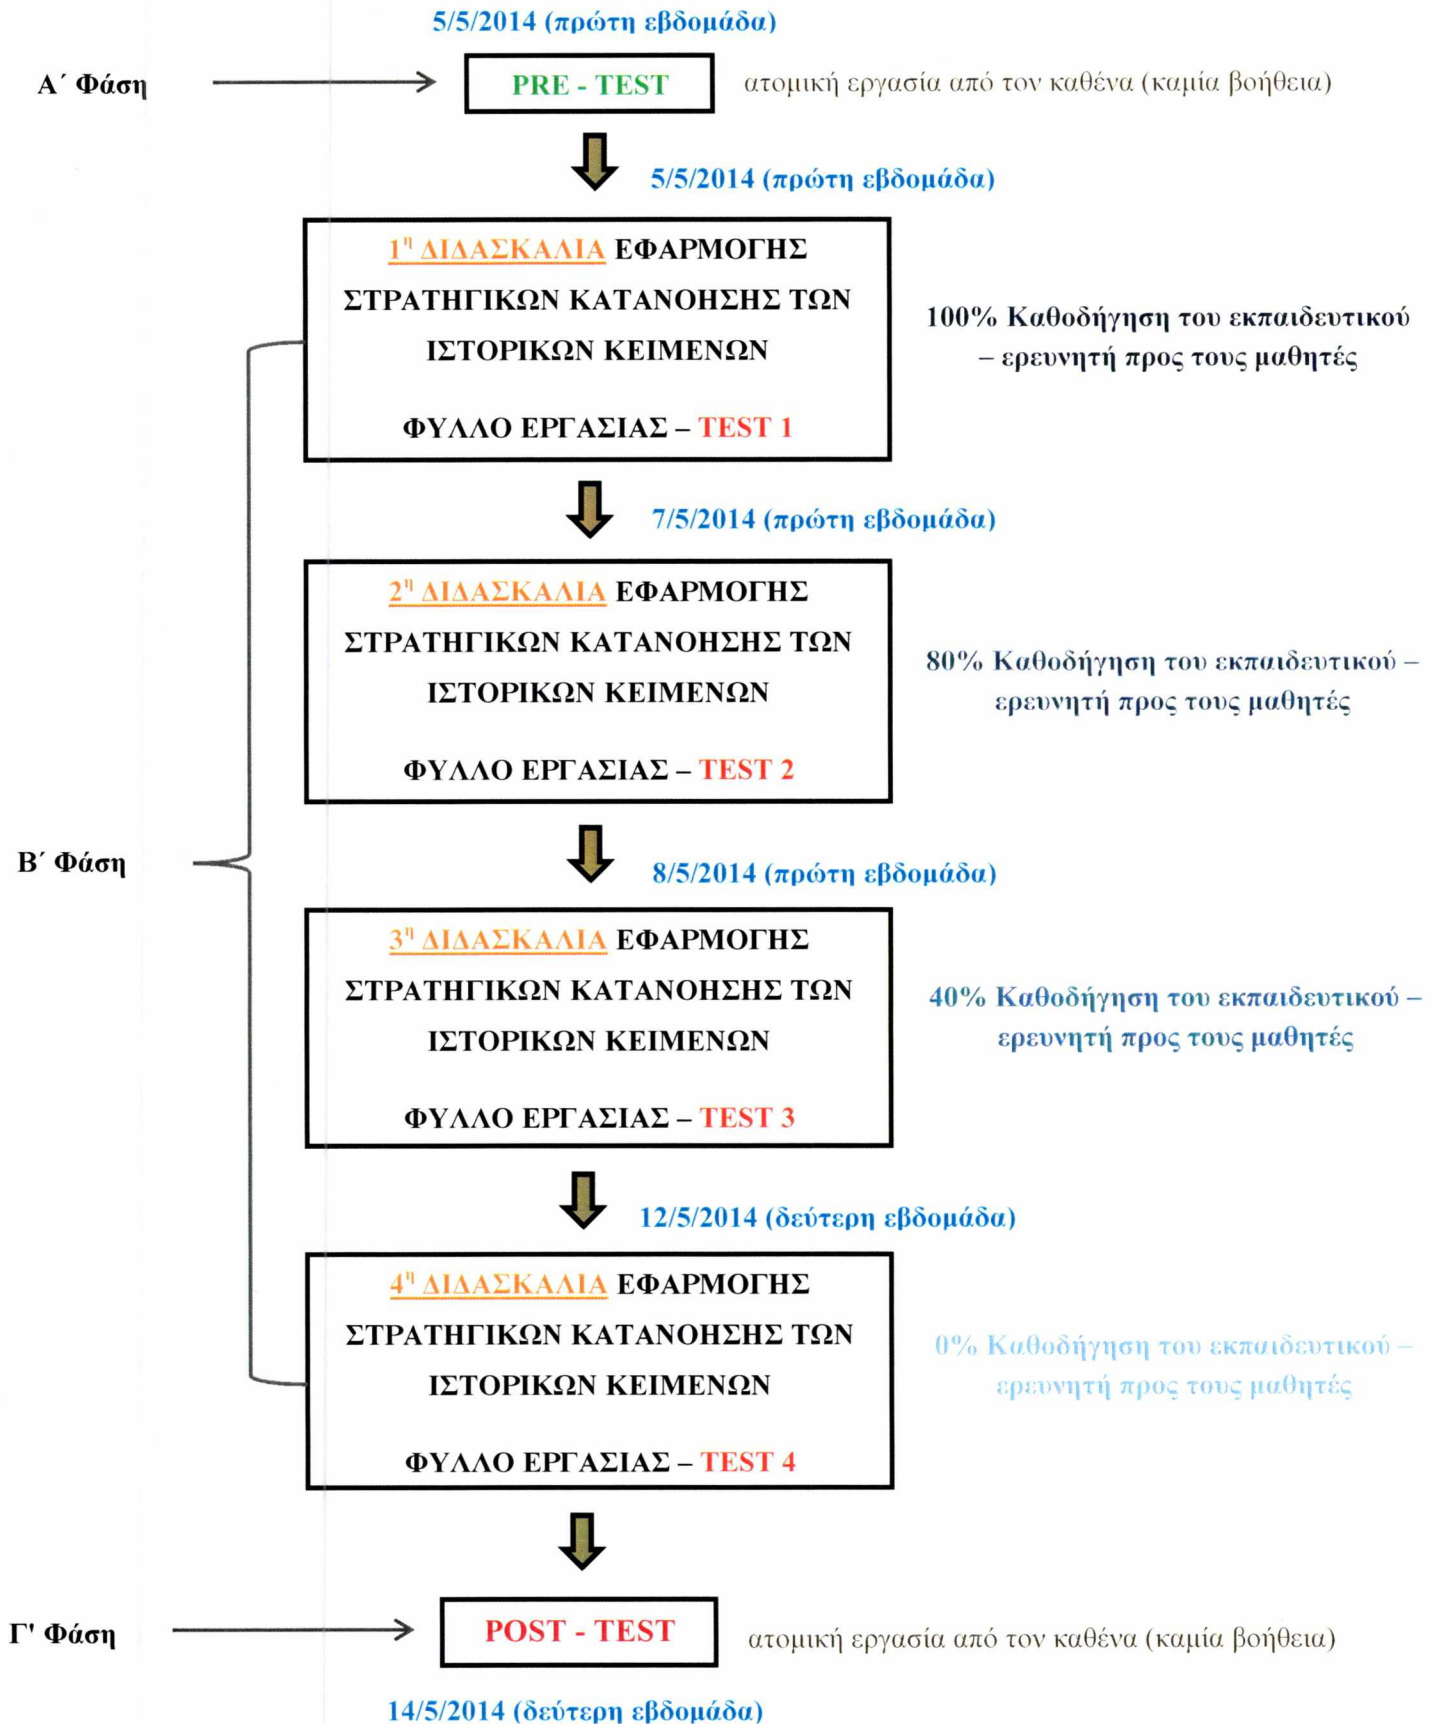 5/5/2014 (πρώτη εβδομάδα)
Α΄ Φάση
PRE - TEST
ατομική εργασία από τον καθένα (καμία βοήθεια)
5/5/2014 (πρώτη εβδομάδα)
1η ΔΙΔΑΣΚΑΛΙΑ ΕΦΑΡΜΟΓΗΣ
ΣΤΡΑΤΗΓΙΚΩΝ ΚΑΤΑΝΟΗΣΗΣ ΤΩΝ
ΙΣΤΟΡΙΚΩΝ ΚΕΙΜΕΝΩΝ
ΦΥΛΛΟ ΕΡΓΑΣΙΑΣ – TEST 1
100% Καθοδήγηση του εκπαιδευτικού
– ερευνητή προς τους μαθητές
7/5/2014 (πρώτη εβδομάδα)
2η ΔΙΔΑΣΚΑΛΙΑ ΕΦΑΡΜΟΓΗΣ
ΣΤΡΑΤΗΓΙΚΩΝ ΚΑΤΑΝΟΗΣΗΣ ΤΩΝ
ΙΣΤΟΡΙΚΩΝ ΚΕΙΜΕΝΩΝ
ΦΥΛΛΟ ΕΡΓΑΣΙΑΣ – TEST 2
80% Καθοδήγηση του εκπαιδευτικού –
ερευνητή προς τους μαθητές
Β΄ Φάση
8/5/2014 (πρώτη εβδομάδα)
3η ΔΙΔΑΣΚΑΛΙΑ ΕΦΑΡΜΟΓΗΣ
ΣΤΡΑΤΗΓΙΚΩΝ ΚΑΤΑΝΟΗΣΗΣ ΤΩΝ
ΙΣΤΟΡΙΚΩΝ ΚΕΙΜΕΝΩΝ
ΦΥΛΛΟ ΕΡΓΑΣΙΑΣ – TEST 3
40% Καθοδήγηση του εκπαιδευτικού –
ερευνητή προς τους μαθητές
12/5/2014 (δεύτερη εβδομάδα)
4η ΔΙΔΑΣΚΑΛΙΑ ΕΦΑΡΜΟΓΗΣ
ΣΤΡΑΤΗΓΙΚΩΝ ΚΑΤΑΝΟΗΣΗΣ ΤΩΝ
ΙΣΤΟΡΙΚΩΝ ΚΕΙΜΕΝΩΝ
ΦΥΛΛΟ ΕΡΓΑΣΙΑΣ – TEST 4
0% Καθοδήγηση του εκπαιδευτικού –
ερευνητή προς τους μαθητές
Γ' Φάση
POST - TEST
ατομική εργασία από τον καθένα (καμία βοήθεια)
14/5/2014 (δεύτερη εβδομάδα)